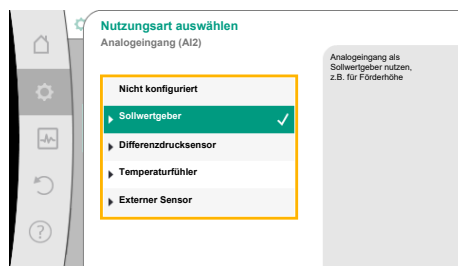 Nutzungsart auswählen
Analogeingang (AI2)
Nicht konfiguriert
Sollwertgeber
Differenzdrucksensor
Temperaturfühler
Externer Sensor
Analogeingang als
Sollwertgeber nutzen,
z.B. für Förderhöhe
?